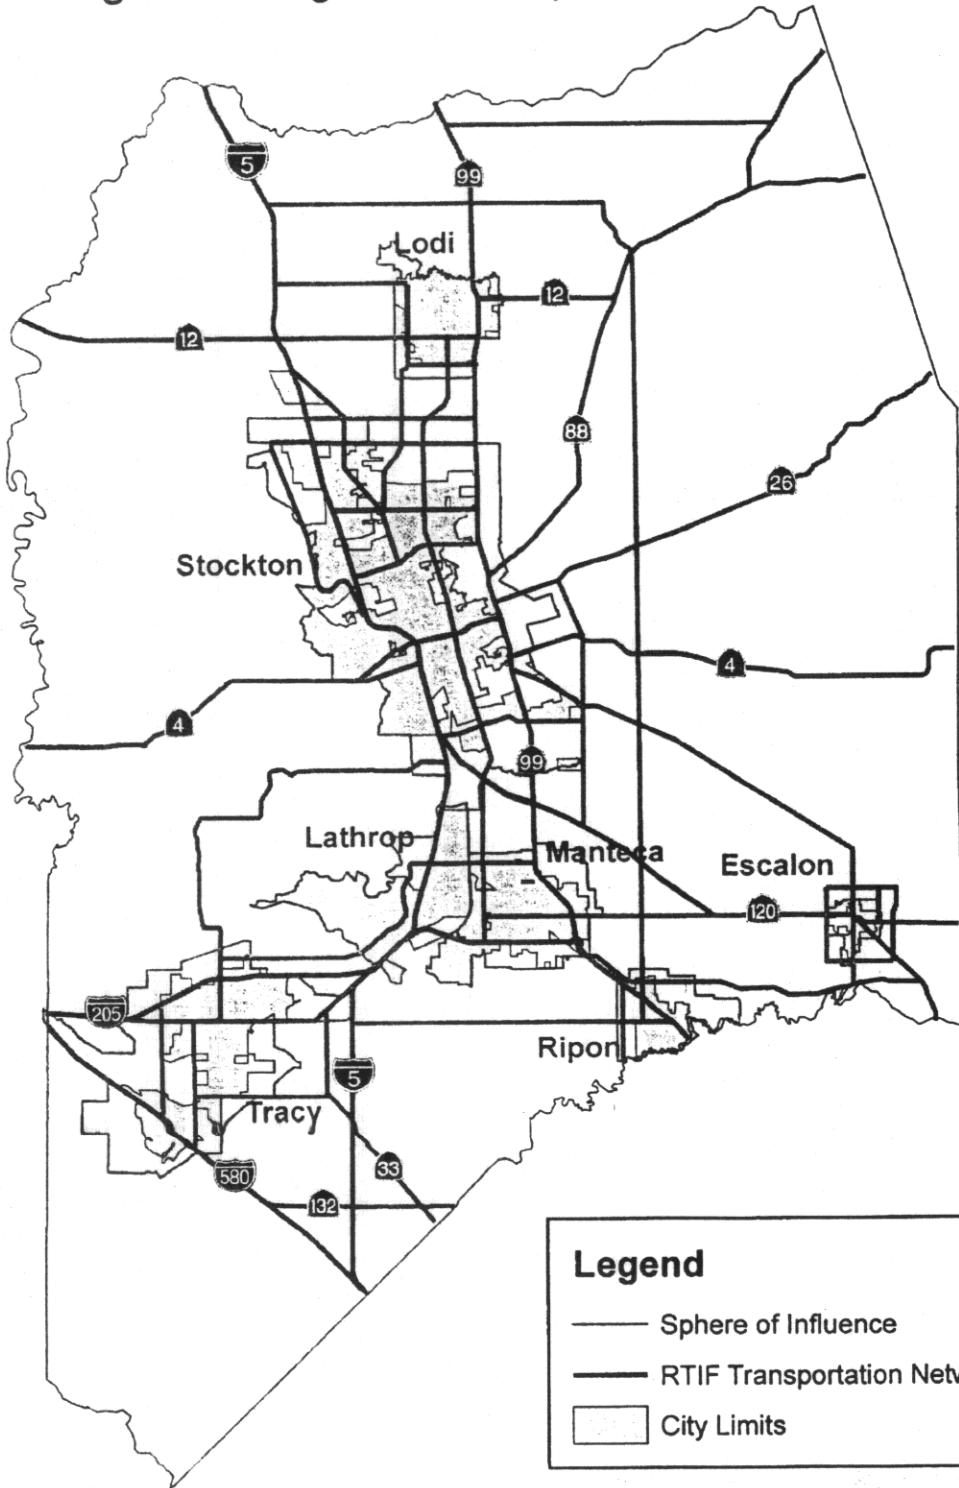 5
99
Lodi
12
12
88
26
Stockton
4
4
99
Lathrop
Manteca
Escalon
120
205
Ripon
5
Tracy
33
580
132
Legend
Sphere of Influence
RTIF Transportation Netw
City Limits